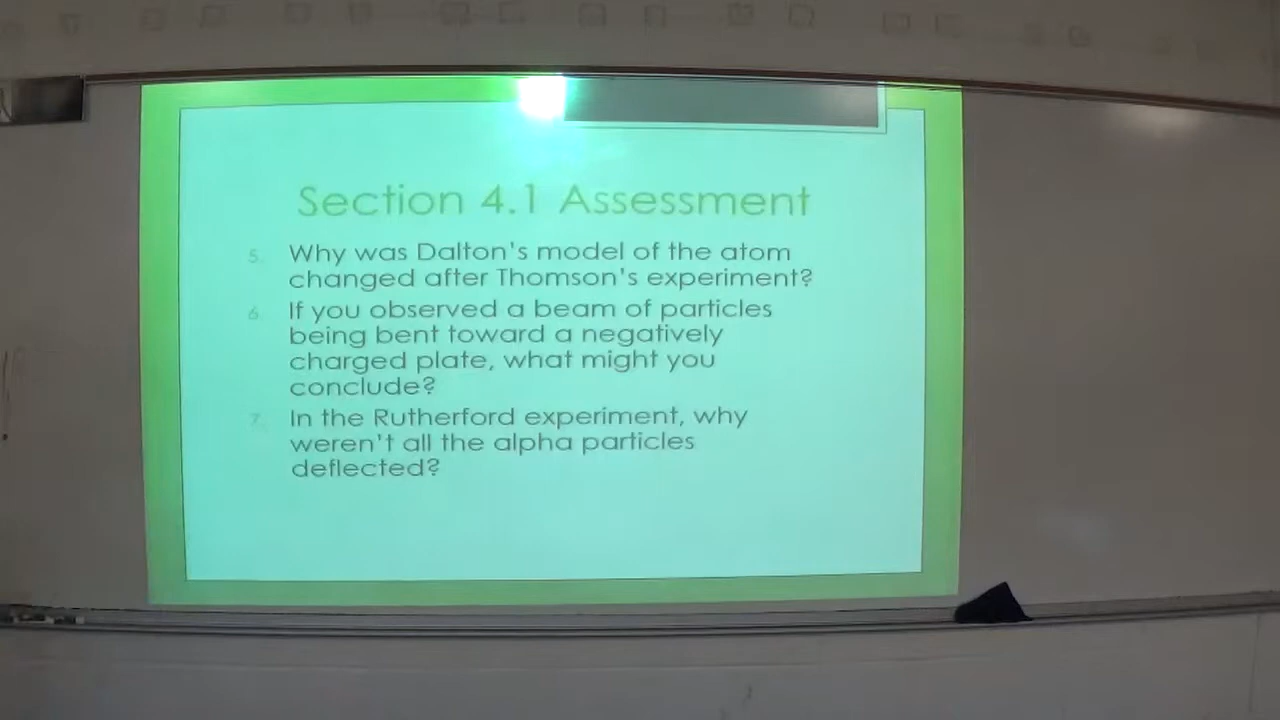 Section 4.1 Assessment
5. Why was Dalton's model of the atom
changed after Thomson's experiment?
6. If you observed a beam of particles
being bent toward a negatively
charged plate, what might you
conclude?
7. In the Rutherford experiment, why
weren't all the alpha particles
deflected?